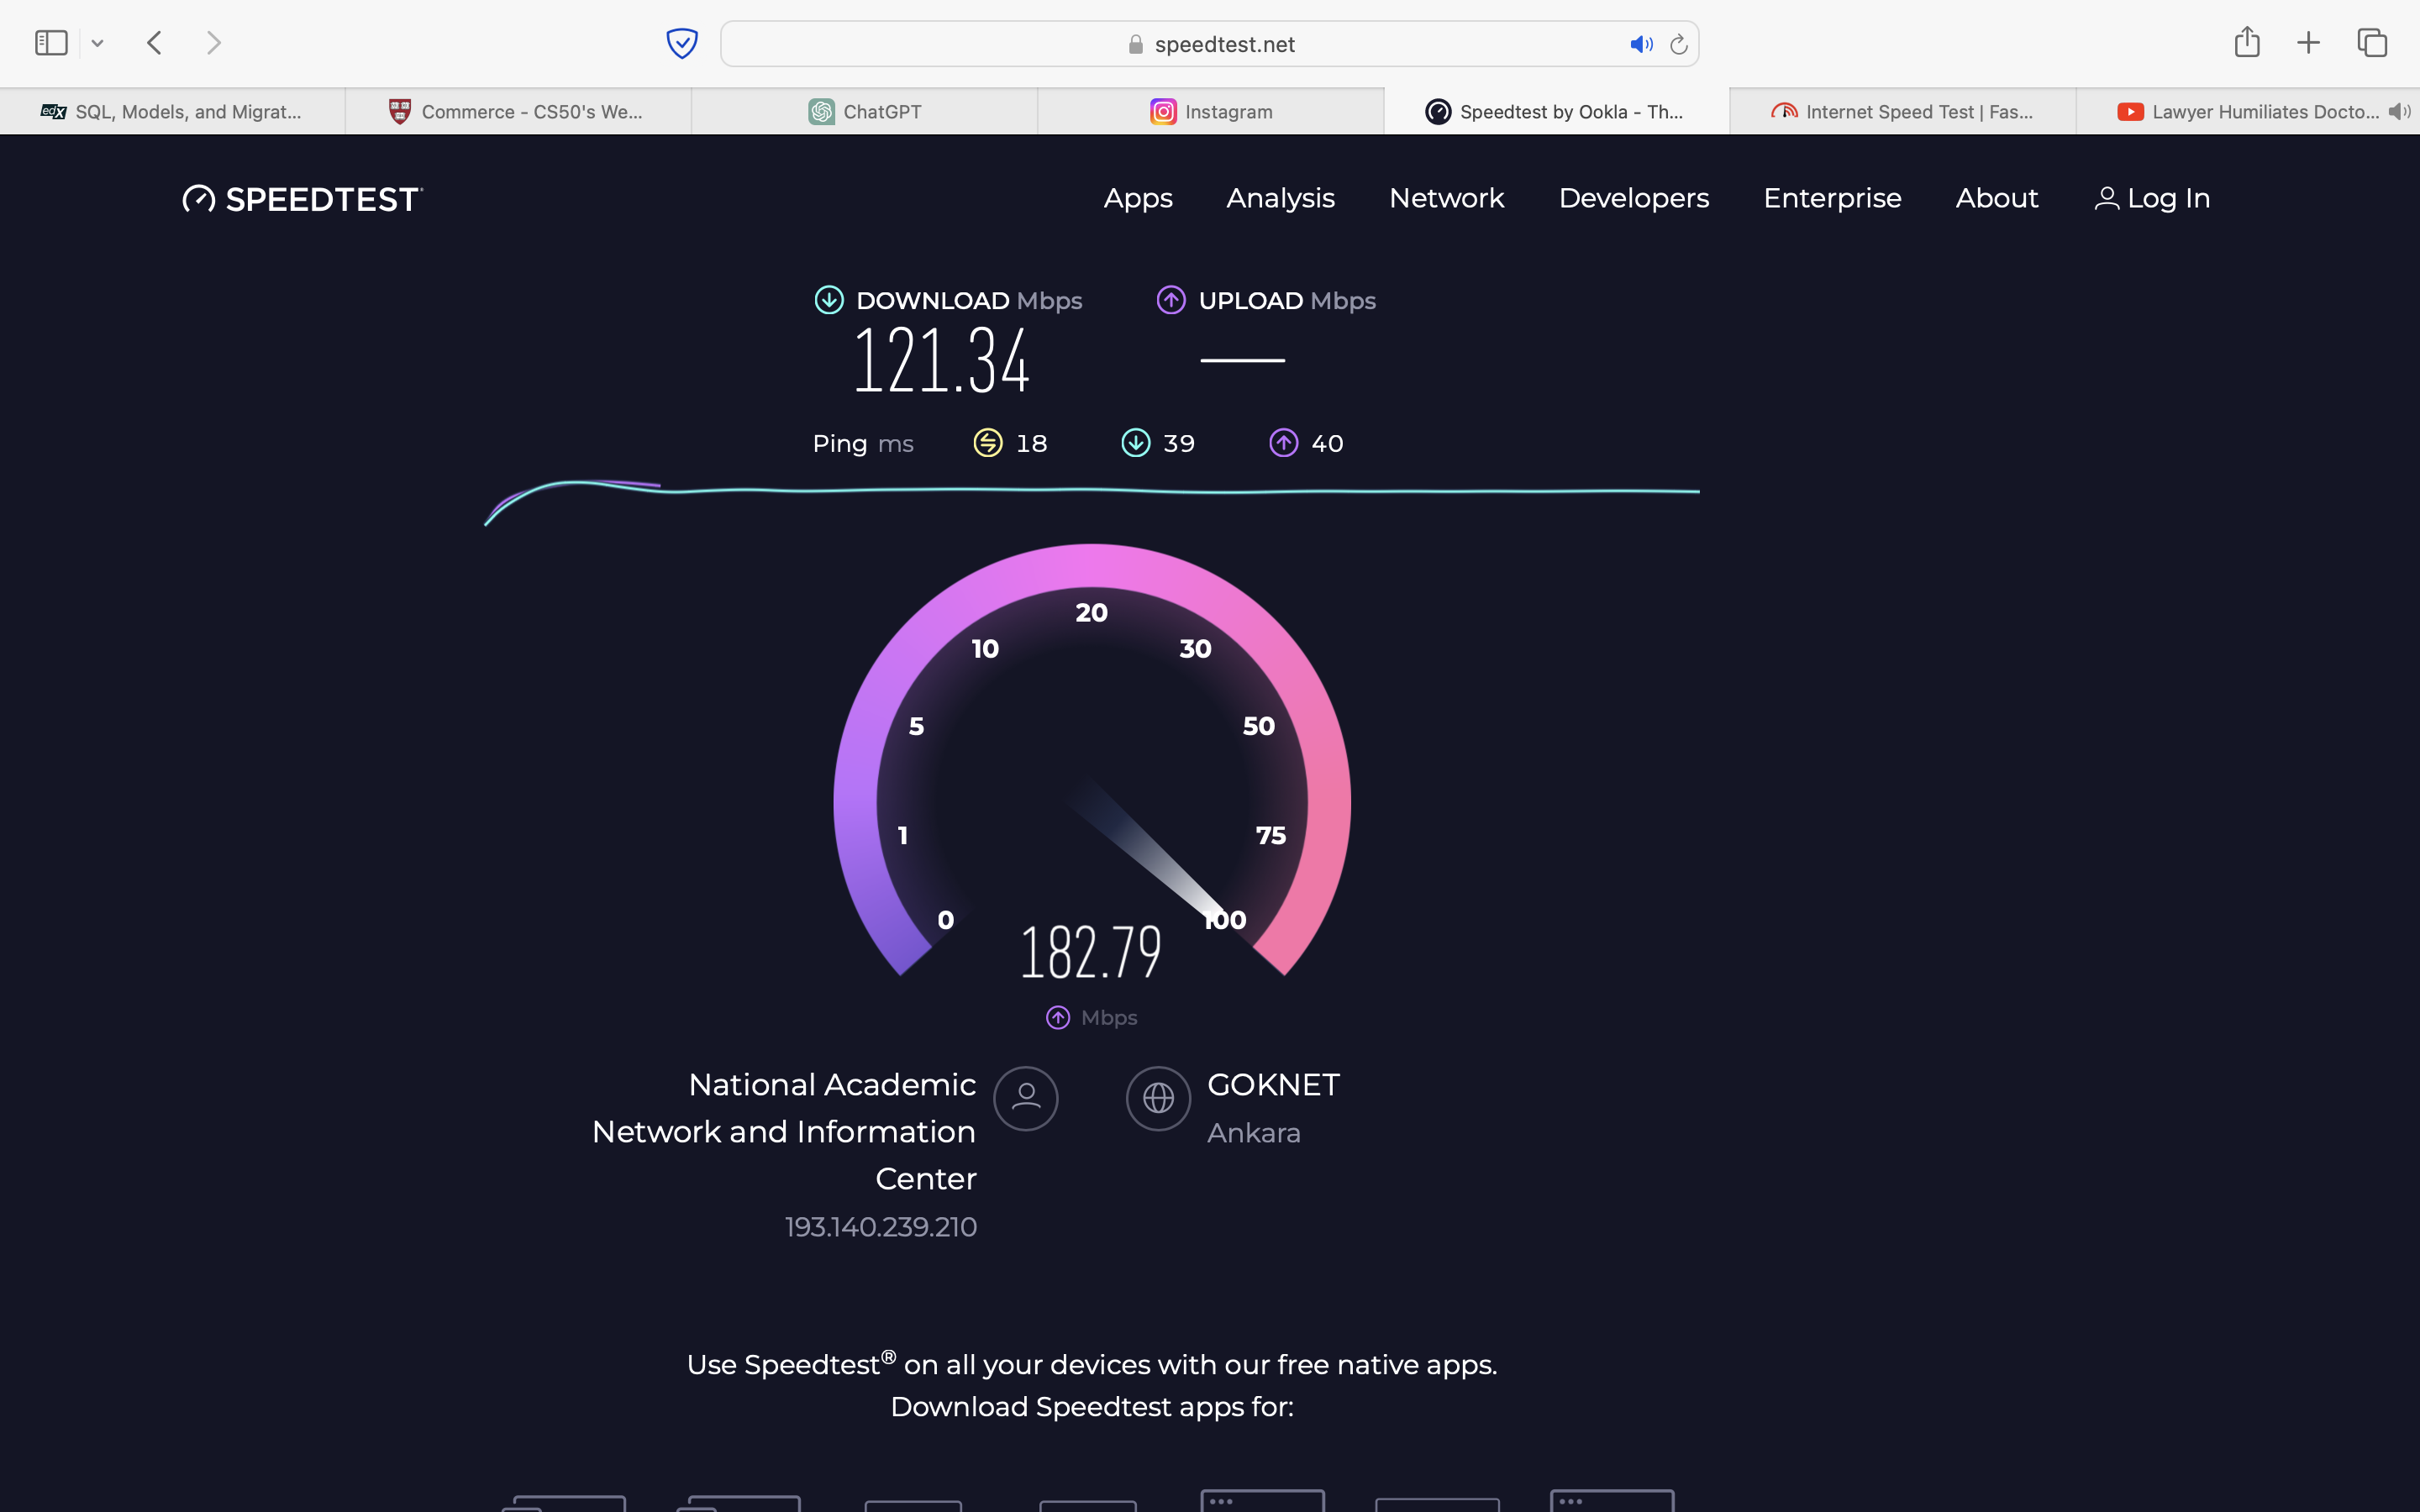 speedtest.net
SQL, Models, and Migrat...
Commerce - CS50's We...
ChatGPT
Instagram
Speedtest by Ookla - Th...
Internet Speed Test | Fas...
Lawyer Humiliates Docto...
SPEEDTEST
Apps
Analysis
Network
Developers
Enterprise
About
Log In
DOWNLOAD Mbps
UPLOAD Mbps
121.34
Ping ms
18
39
40
0
1
5
10
20
30
50
75
100
182.79
Mbps
National Academic
Network and Information
Center
193.140.239.210
GOKNET
Ankara
Use Speedtest® on all your devices with our free native apps.
Download Speedtest apps for: